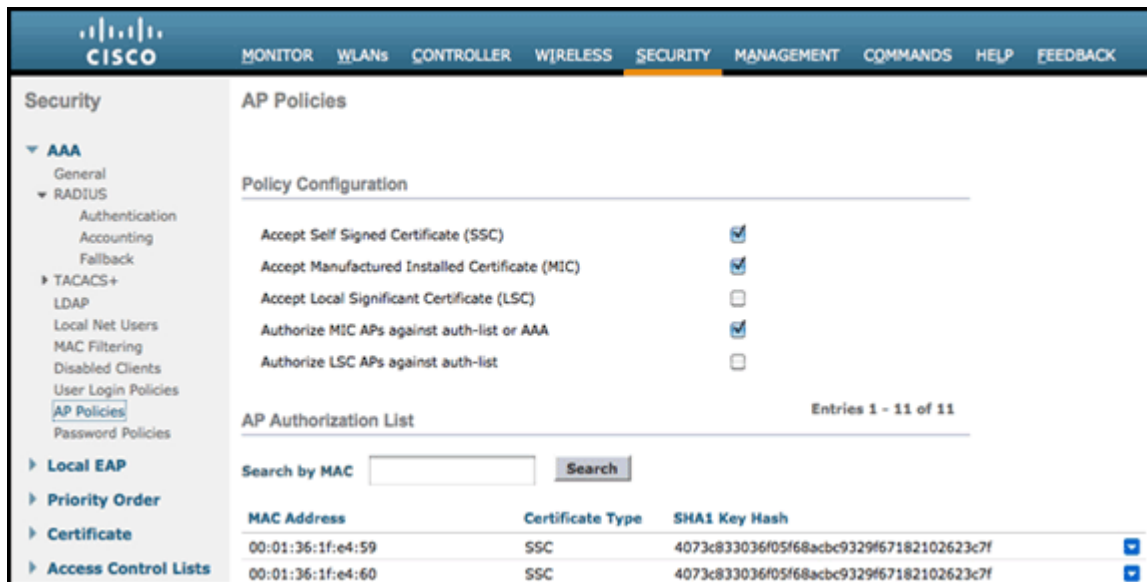 CISCO
MONITOR WLANs CONTROLLER WIRELESS SECURITY MANAGEMENT COMMANDS HELP FEEDBACK
Security
AAA
General
RADIUS
Authentication
Accounting
Fallback
TACACS+
LDAP
Local Net Users
MAC Filtering
Disabled Clients
User Login Policies
AP Policies
Password Policies
Local EAP
Priority Order
Certificate
Access Control Lists
AP Policies
Policy Configuration
Accept Self Signed Certificate (SSC)
Accept Manufactured Installed Certificate (MIC)
Accept Local Significant Certificate (LSC)
Authorize MIC APs against auth-list or AAA
Authorize LSC APs against auth-list
AP Authorization List
Entries 1 - 11 of 11
Search by MAC Search
MAC Address Certificate Type SHA1 Key Hash
00:01:36:1f:e4:59 SSC 4073c833036f05f68acbc9329f67182102623c7f
00:01:36:1f:e4:60 SSC 4073c833036f05f68acbc9329f67182102623c7f